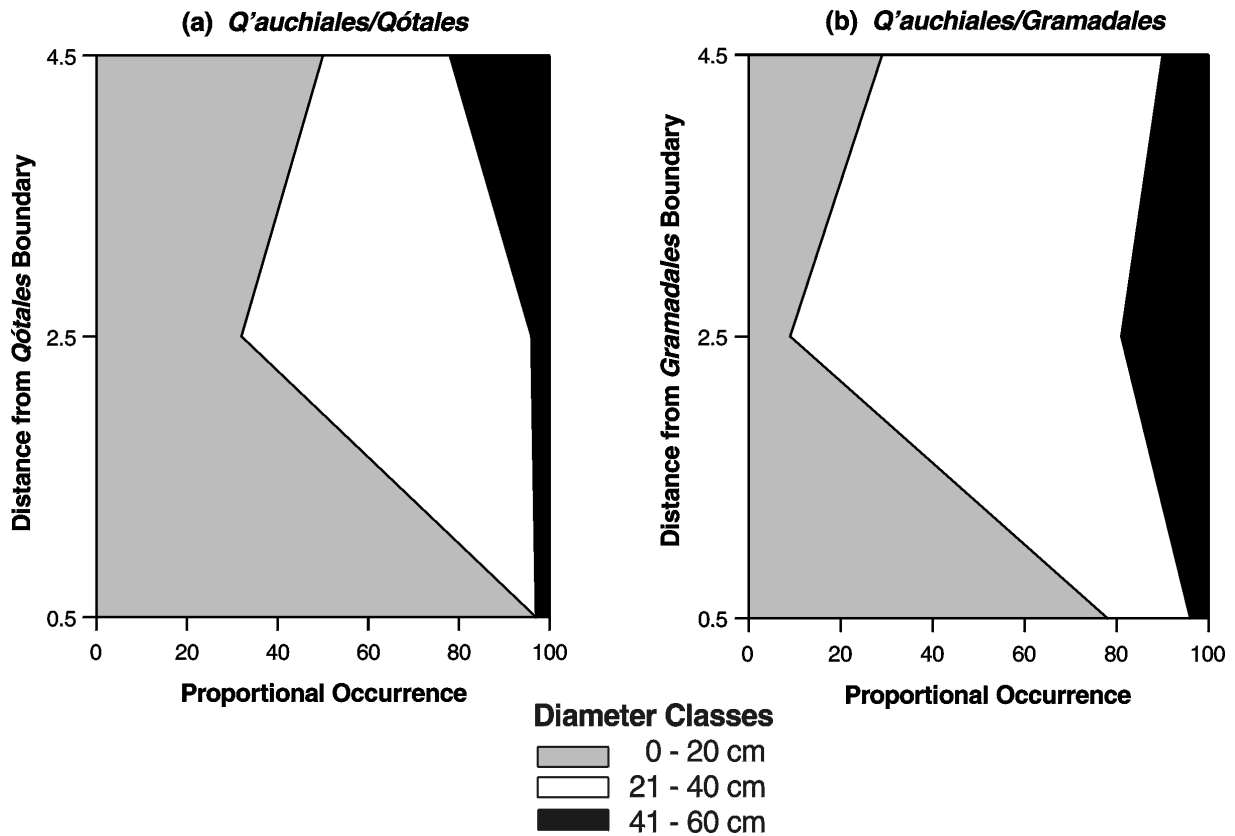 (a) Q'auchiales/Qótales
4.5
2.5
0.5
Distance from Qótales Boundary
0 20 40 60 80 100
Proportional Occurrence
(b) Q'auchiales/Gramadales
4.5
2.5
0.5
Distance from Gramadales Boundary
0 20 40 60 80 100
Proportional Occurrence
Diameter Classes
0 - 20 cm
21 - 40 cm
41 - 60 cm